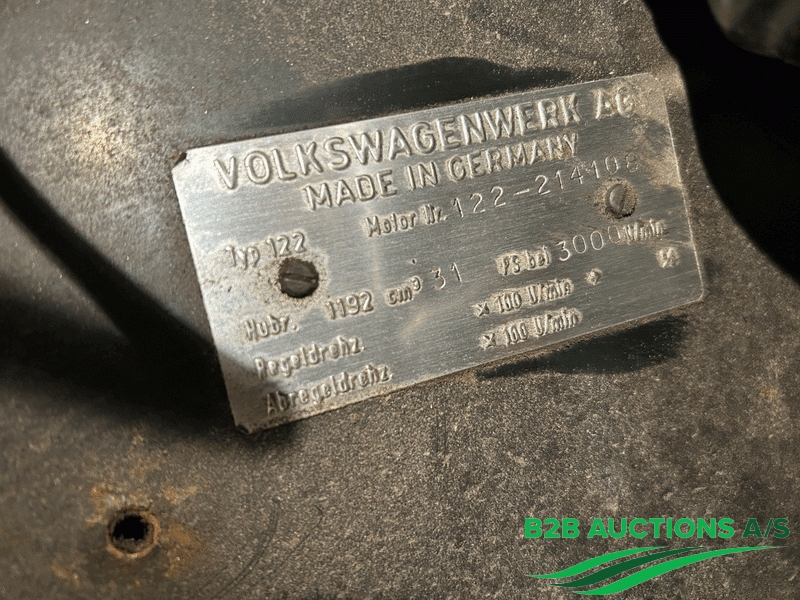 VOLKSWAGENWERK AG
MADE IN GERMANY
Motor Nr. 122-214108
Typ 122
Hubr. 1192 cm³ 31 PS bei 3000 U/min
Regeldrehz. x 100 U/min
Abregeldrehz. x 100 U/min
B2B AUCTIONS A/S